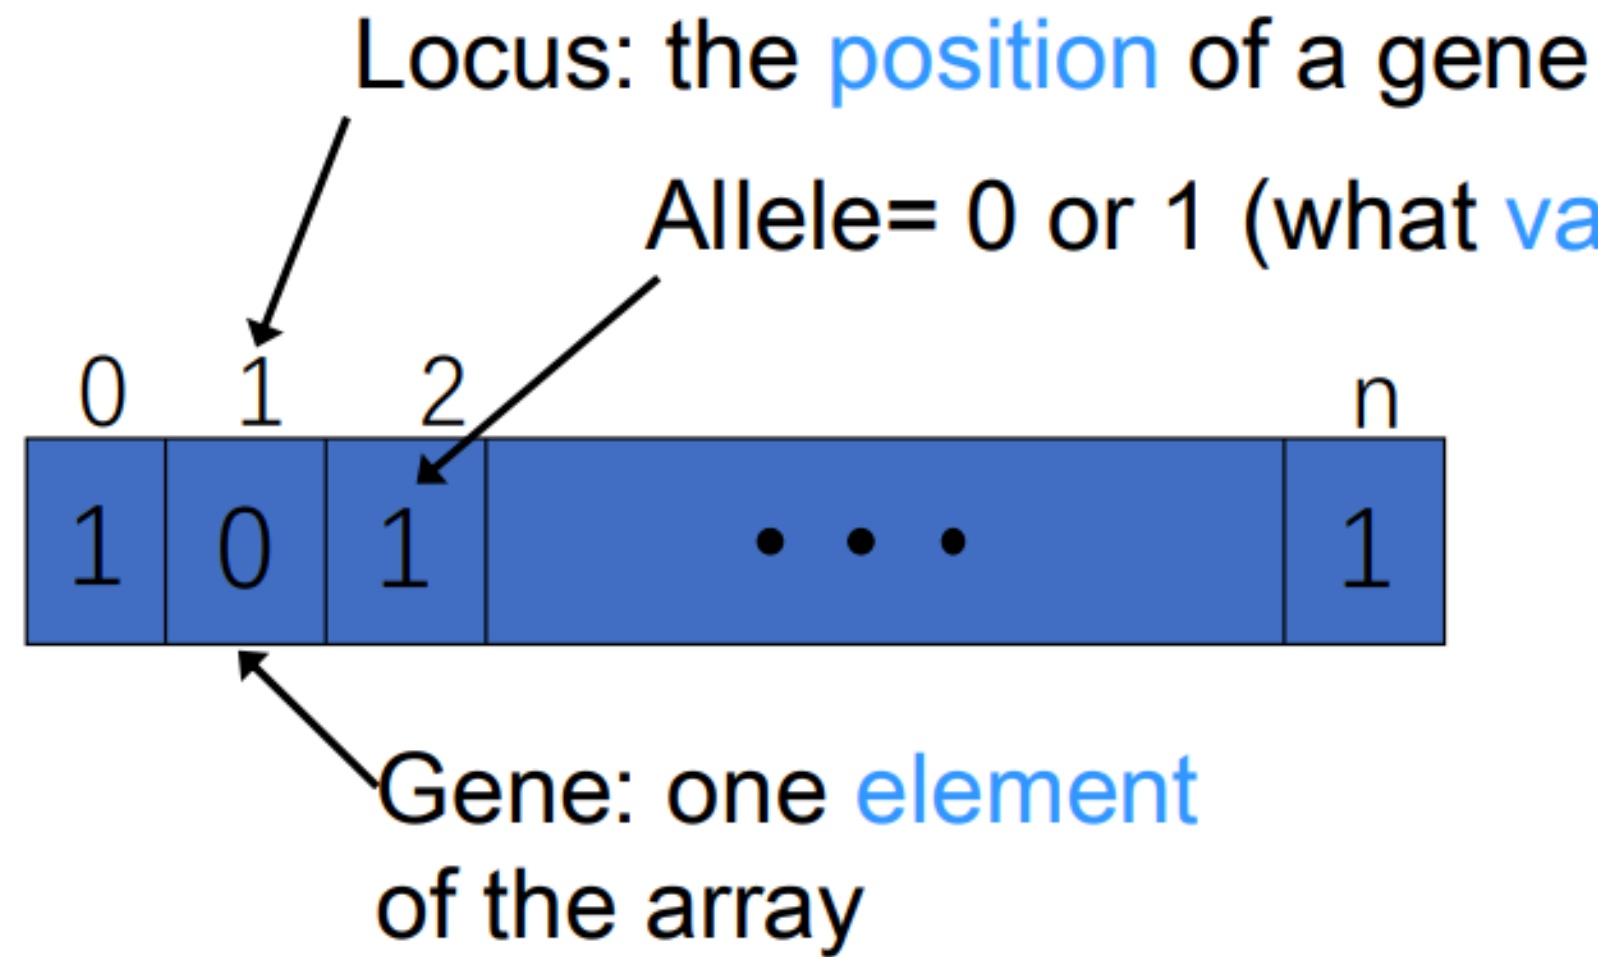 Locus: the position of a gene
Allele= 0 or 1 (what va
0 1 2 n
1 0 1 • • • 1
Gene: one element
of the array